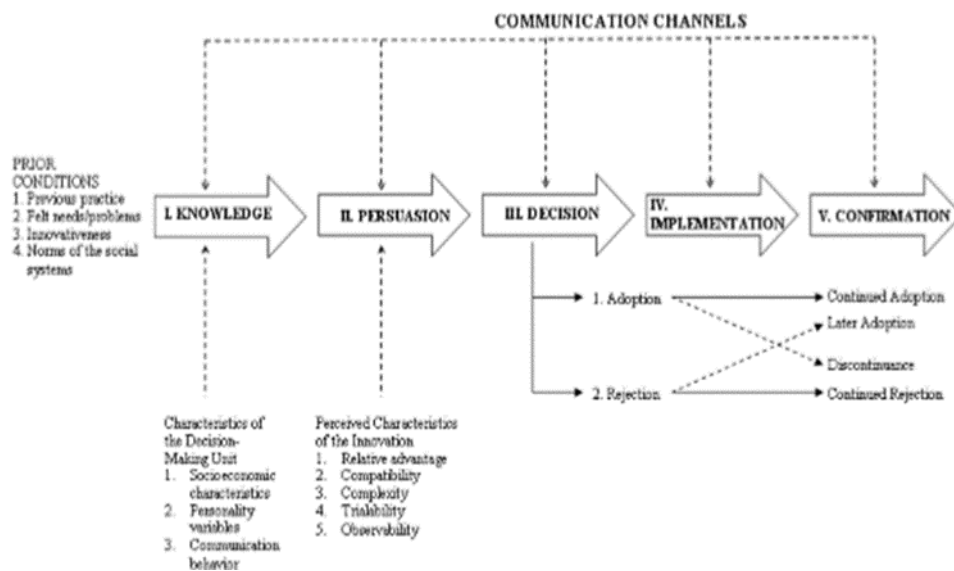 COMMUNICATION CHANNELS
PRIOR
CONDITIONS
1. Previous practice
2. Felt needs/problems
3. Innovativeness
4. Norms of the social
systems
I. KNOWLEDGE
II. PERSUASION
III. DECISION
IV.
IMPLEMENTATION
V. CONFIRMATION
1. Adoption
2. Rejection
Continued Adoption
Later Adoption
Discontinuance
Continued Rejection
Characteristics of
the Decision-
Making Unit
1. Socioeconomic
characteristics
2. Personality
variables
3. Communication
behavior
Perceived Characteristics
of the Innovation
1. Relative advantage
2. Compatibility
3. Complexity
4. Trialability
5. Observability